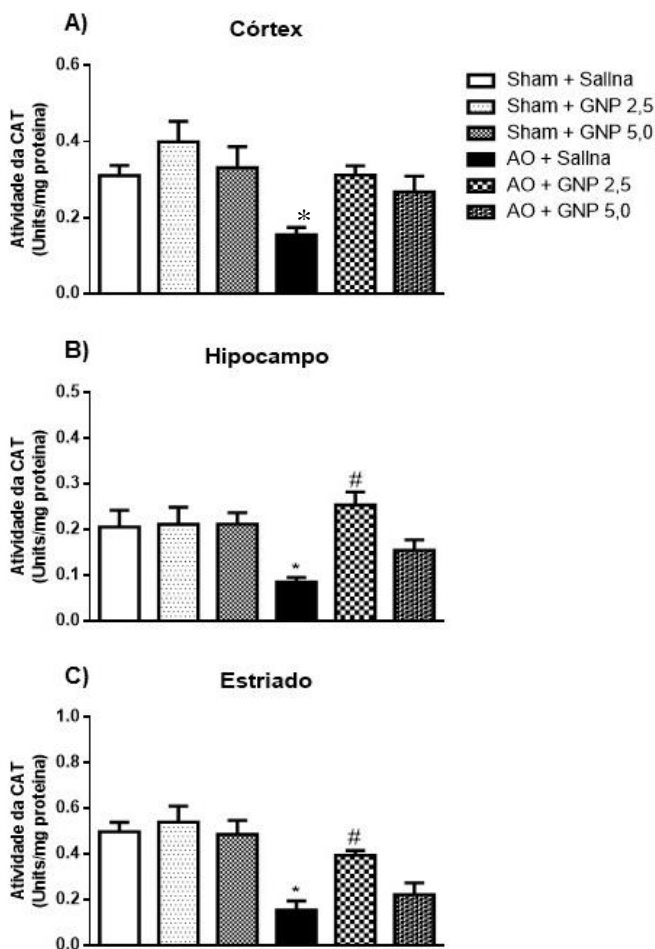 A)
Córtex
Atividade da CAT
(Units/mg proteina)
0.6
0.4
0.2
0.0
*
Sham + Salina
Sham + GNP 2,5
Sham + GNP 5,0
AO + Salina
AO + GNP 2,5
AO + GNP 5,0
B)
Hipocampo
Atividade da CAT
(Units/mg proteina)
0.5
0.4
0.3
0.2
0.1
0.0
*
#
C)
Estriado
Atividade da CAT
(Units/mg proteina)
1.0
0.8
0.6
0.4
0.2
0.0
*
#